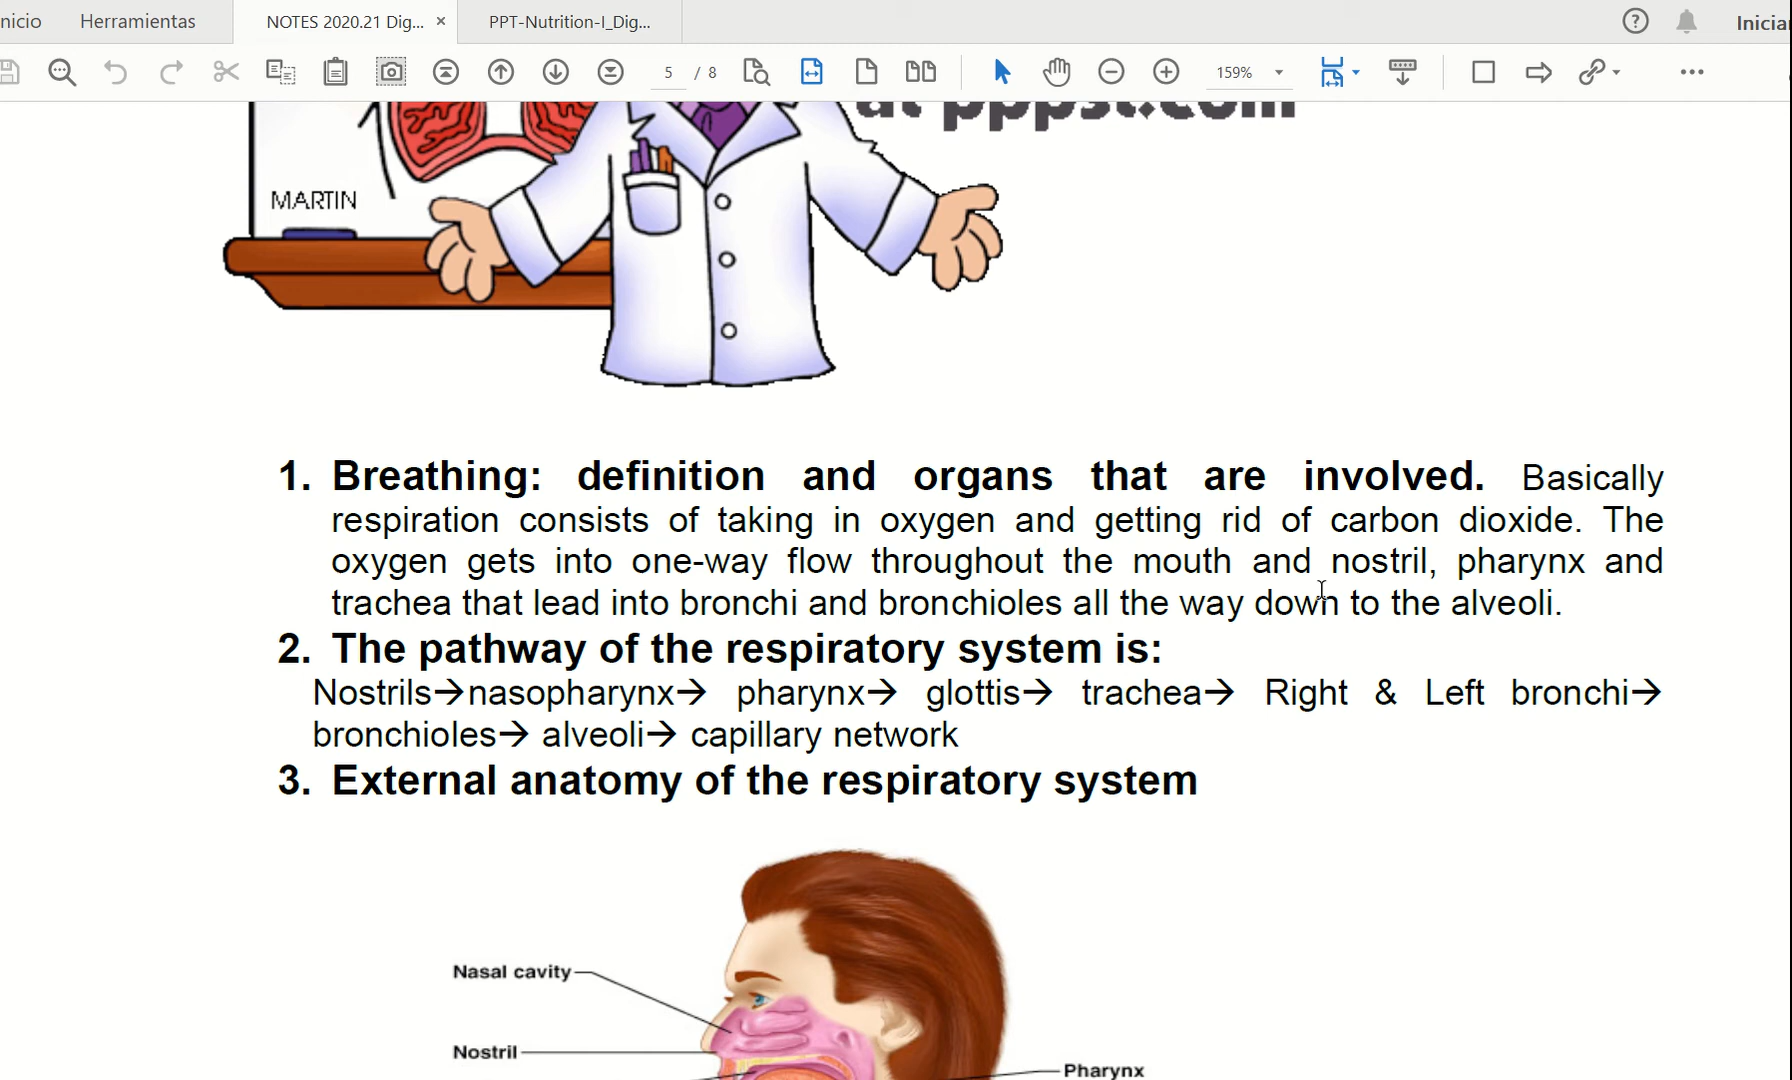 nicio Herramientas NOTES 2020.21 Dig... × PPT-Nutrition-I_Dig... Inicia
5 / 8 159%
at pppst.com
MARTIN
1. Breathing: definition and organs that are involved. Basically
respiration consists of taking in oxygen and getting rid of carbon dioxide. The
oxygen gets into one-way flow throughout the mouth and nostril, pharynx and
trachea that lead into bronchi and bronchioles all the way down to the alveoli.
2. The pathway of the respiratory system is:
Nostrils→nasopharynx→ pharynx→ glottis→ trachea→ Right & Left bronchi→
bronchioles→ alveoli→ capillary network
3. External anatomy of the respiratory system
Nasal cavity
Nostril
Pharynx